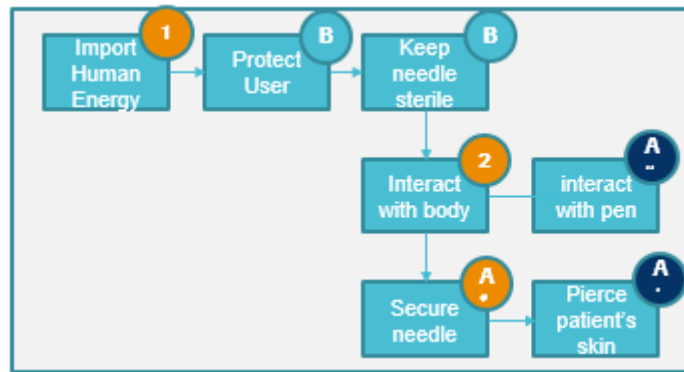 1
Import
Human
Energy
B
Protect
User
B
Keep
needle
sterile
2
Interact
with body
A
interact
with pen
A
Secure
needle
A
Pierce
patient's
skin